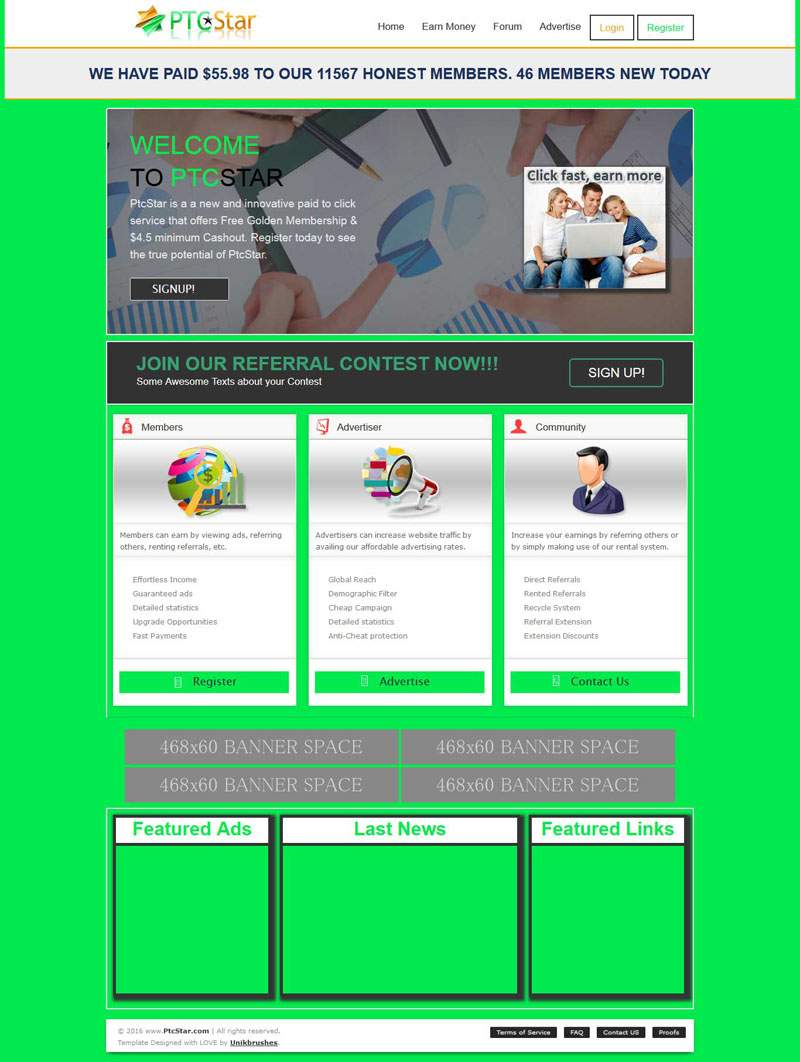 PTC Star
Home Earn Money Forum Advertise Login Register
WE HAVE PAID $55.98 TO OUR 11567 HONEST MEMBERS. 46 MEMBERS NEW TODAY
WELCOME
TO PTCSTAR
PtcStar is a a new and innovative paid to click
service that offers Free Golden Membership &
$4.5 minimum Cashout. Register today to see
the true potential of PtcStar.
SIGNUP!
Click fast, earn more
JOIN OUR REFERRAL CONTEST NOW!!!
Some Awesome Texts about your Contest
SIGN UP!
Members
Members can earn by viewing ads, referring
others, renting referrals, etc.
Effortless Income
Guaranteed ads
Detailed statistics
Upgrade Opportunities
Fast Payments
Register
Advertiser
Advertisers can increase website traffic by
availing our affordable advertising rates.
Global Reach
Demographic Filter
Cheap Campaign
Detailed statistics
Anti-Cheat protection
Advertise
Community
Increase your earnings by referring others or
by simply making use of our rental system.
Direct Referrals
Rented Referrals
Recycle System
Referral Extension
Extension Discounts
Contact Us
468x60 BANNER SPACE 468x60 BANNER SPACE
468x60 BANNER SPACE 468x60 BANNER SPACE
Featured Ads Last News Featured Links
© 2016 www.PtcStar.com | All rights reserved.
Template Designed with LOVE by Unikbrushes.
Terms of Service FAQ Contact US Proofs